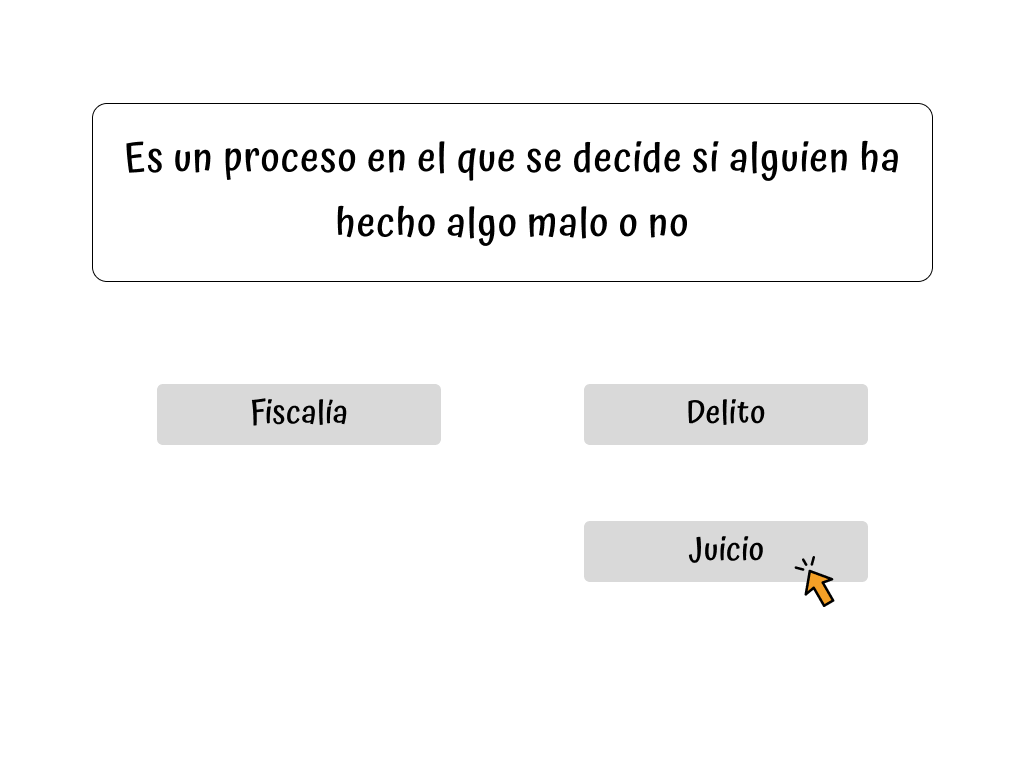 Es un proceso en el que se decide si alguien ha
hecho algo malo o no
Fiscalía
Delito
Juicio